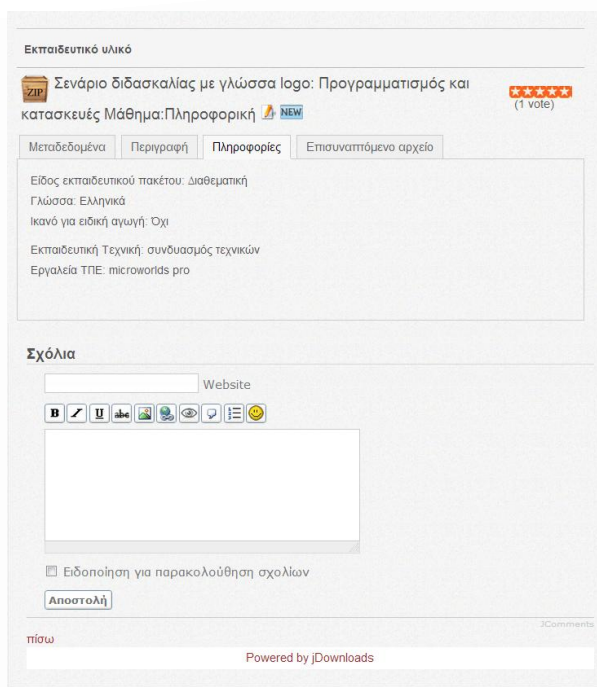 Εκπαιδευτικό υλικό
ZIP
Σενάριο διδασκαλίας με γλώσσα logo: Προγραμματισμός και
κατασκευές Μάθημα:Πληροφορική NEW
(1 vote)
Μεταδεδομένα Περιγραφή Πληροφορίες Επισυναπτόμενο αρχείο
Είδος εκπαιδευτικού πακέτου: Διαθεματική
Γλώσσα: Ελληνικά
Ικανό για ειδική αγωγή: Όχι
Εκπαιδευτική Τεχνική: συνδυασμός τεχνικών
Εργαλεία ΤΠΕ: microworlds pro
Σχόλια
Website
B I U abc
Ειδοποίηση για παρακολούθηση σχολίων
Αποστολή
JComments
πίσω
Powered by jDownloads